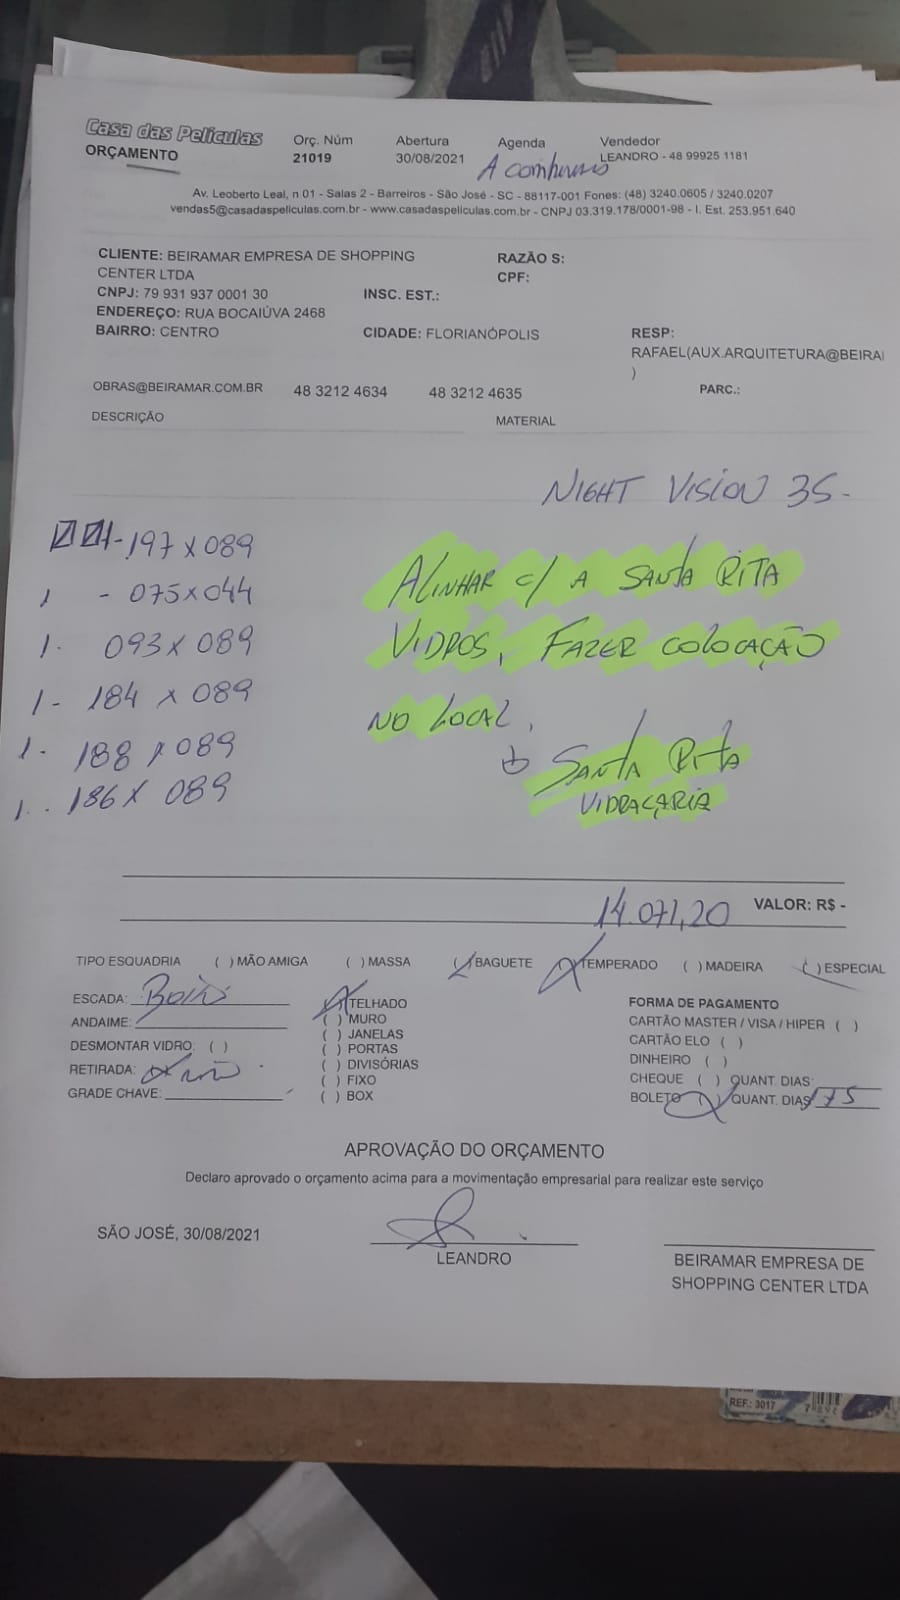 Casa das Películas
ORÇAMENTO
Orç. Núm
21019
Abertura
30/08/2021
Agenda
A
Vendedor
LEANDRO - 48 99925 1181
Av. Leoberto Leal, n 01 - Salas 2 - Barreiros - São José - SC - 88117-001 Fones: (48) 3240.0605 / 3240.0207
vendas5@casadaspeliculas.com.br - www.casadaspeliculas.com.br - CNPJ 03.319.178/0001-98 - I. Est. 253.951.640
CLIENTE: BEIRAMAR EMPRESA DE SHOPPING
CENTER LTDA
RAZÃO S:
CPF:
CNPJ: 79 931 937 0001 30
INSC. EST.:
ENDEREÇO: RUA BOCAIÚVA 2468
BAIRRO: CENTRO
CIDADE: FLORIANÓPOLIS
RESP:
RAFAEL(AUX.ARQUITETURA@BEIRA
)
OBRAS@BEIRAMAR.COM.BR
48 3212 4634
48 3212 4635
PARC.:
DESCRIÇÃO
MATERIAL
NIGHT VISION 35-
-197 x 089
1 - 075 x 044
1. 093 x 089
1 - 184 x 089
1. 188 x 089
1.. 186 x 089
ALINHAR C/ A SANTA RITA
VIDROS, FAZER COLOCAÇÃO
NO LOCAL,
SANTA RITA
VIDRAÇARIA
14.071,20 VALOR: R$ -
TIPO ESQUADRIA ( ) MÃO AMIGA ( ) MASSA ( ) BAGUETE ( ) TEMPERADO ( ) MADEIRA ( ) ESPECIAL
ESCADA:
ANDAIME:
DESMONTAR VIDRO: ( )
RETIRADA: não
GRADE CHAVE:
( ) TELHADO
( ) MURO
( ) JANELAS
( ) PORTAS
( ) DIVISÓRIAS
( ) FIXO
( ) BOX
FORMA DE PAGAMENTO
CARTÃO MASTER / VISA / HIPER ( )
CARTÃO ELO ( )
DINHEIRO ( )
CHEQUE ( ) QUANT. DIAS:
BOLETO ( ) QUANT. DIAS
APROVAÇÃO DO ORÇAMENTO
Declaro aprovado o orçamento acima para a movimentação empresarial para realizar este serviço
SÃO JOSÉ, 30/08/2021
LEANDRO
BEIRAMAR EMPRESA DE
SHOPPING CENTER LTDA
REF.: 3017